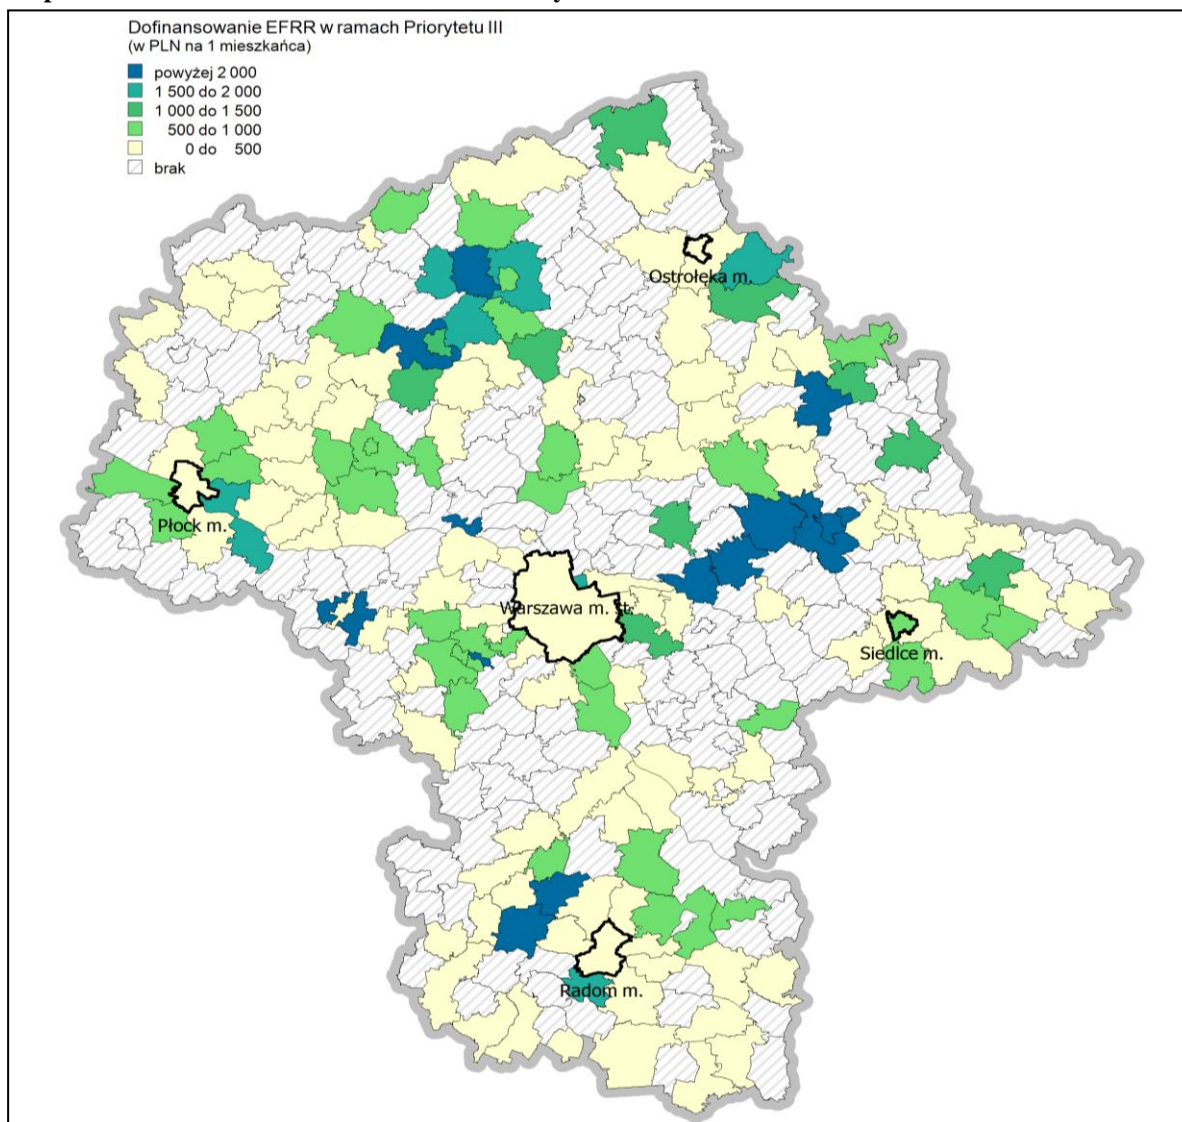 Dofinansowanie EFRR w ramach Priorytetu III
(w PLN na 1 mieszkańca)
powyżej 2 000
1 500 do 2 000
1 000 do 1 500
500 do 1 000
0 do 500
brak
Ostrołęka m.
Płock m.
Warszawa m. st.
Siedlce m.
Radom m.